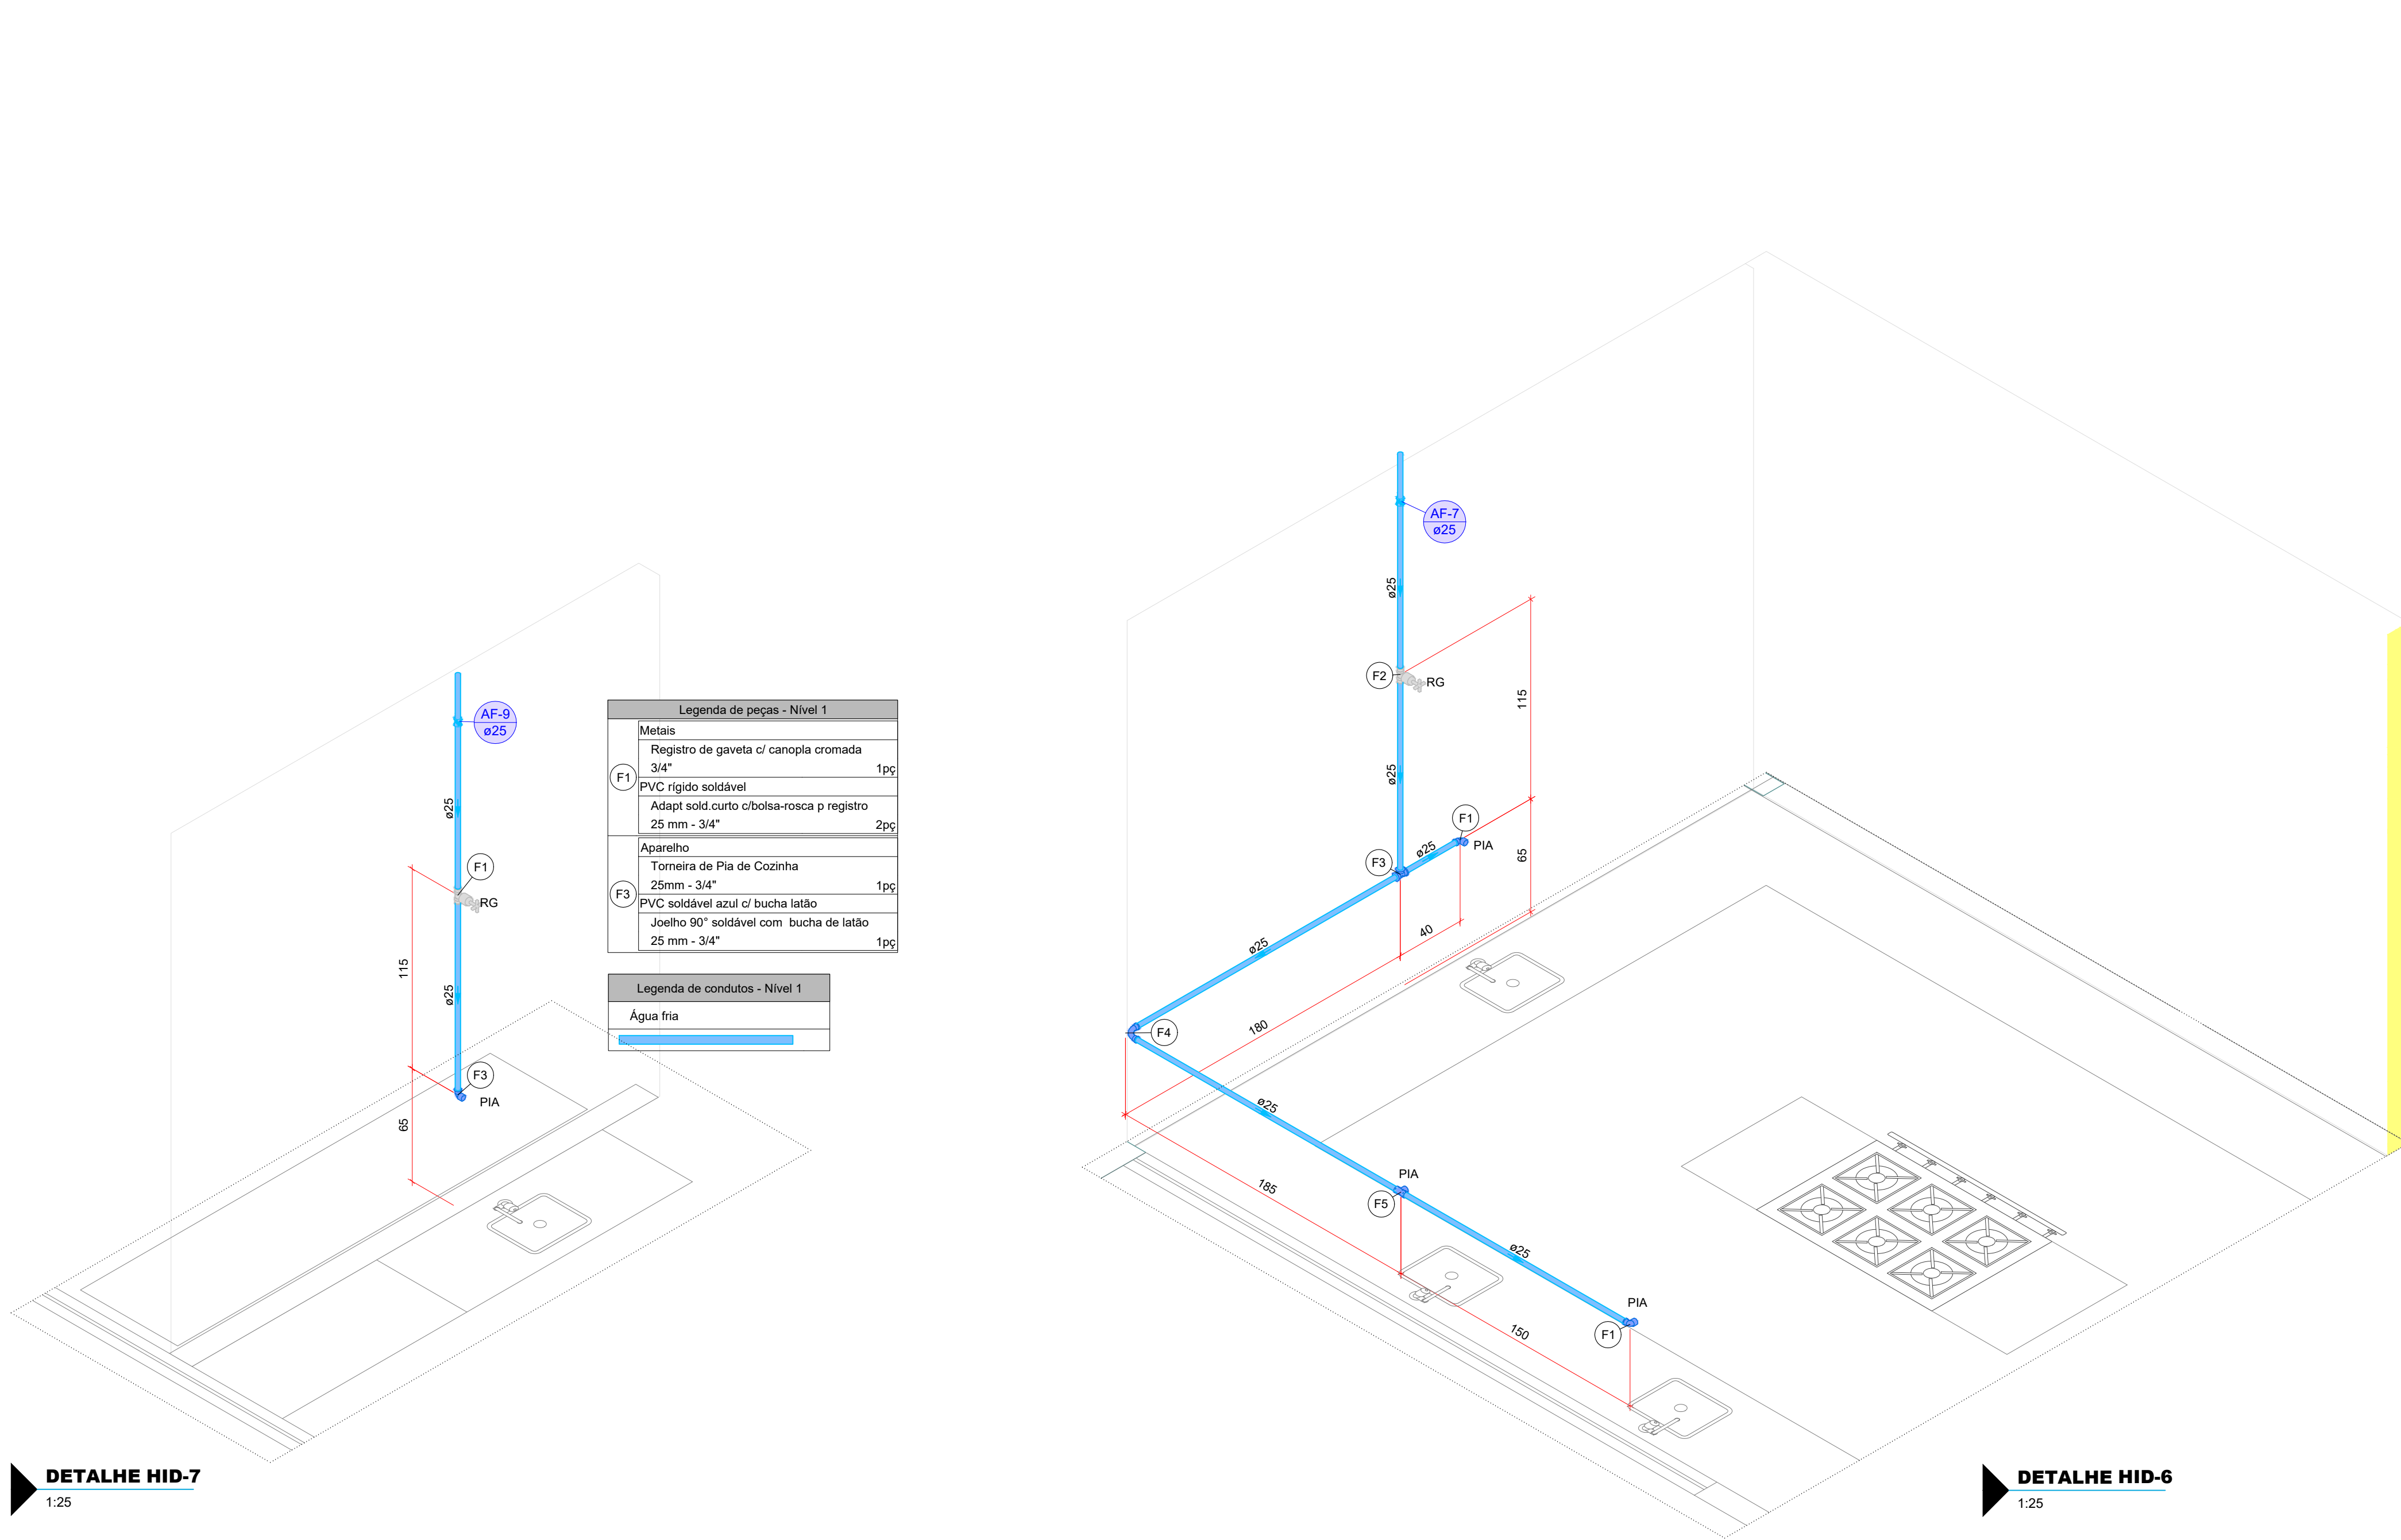 AF-9
ø25
ø25
F1
RG
115
ø25
F3
PIA
65
DETALHE HID-7
1:25
Legenda de peças - Nível 1
F1
Metais
Registro de gaveta c/ canopla cromada
3/4" 1pç
PVC rígido soldável
Adapt sold.curto c/bolsa-rosca p registro
25 mm - 3/4" 2pç
F3
Aparelho
Torneira de Pia de Cozinha
25mm - 3/4" 1pç
PVC soldável azul c/ bucha latão
Joelho 90° soldável com  bucha de latão
25 mm - 3/4" 1pç
Legenda de condutos - Nível 1
Água fria
AF-7
ø25
ø25
F2
RG
115
ø25
F1
PIA
ø25
F3
65
40
ø25
F4
180
ø25
185
PIA
F5
ø25
PIA
F1
150
DETALHE HID-6
1:25